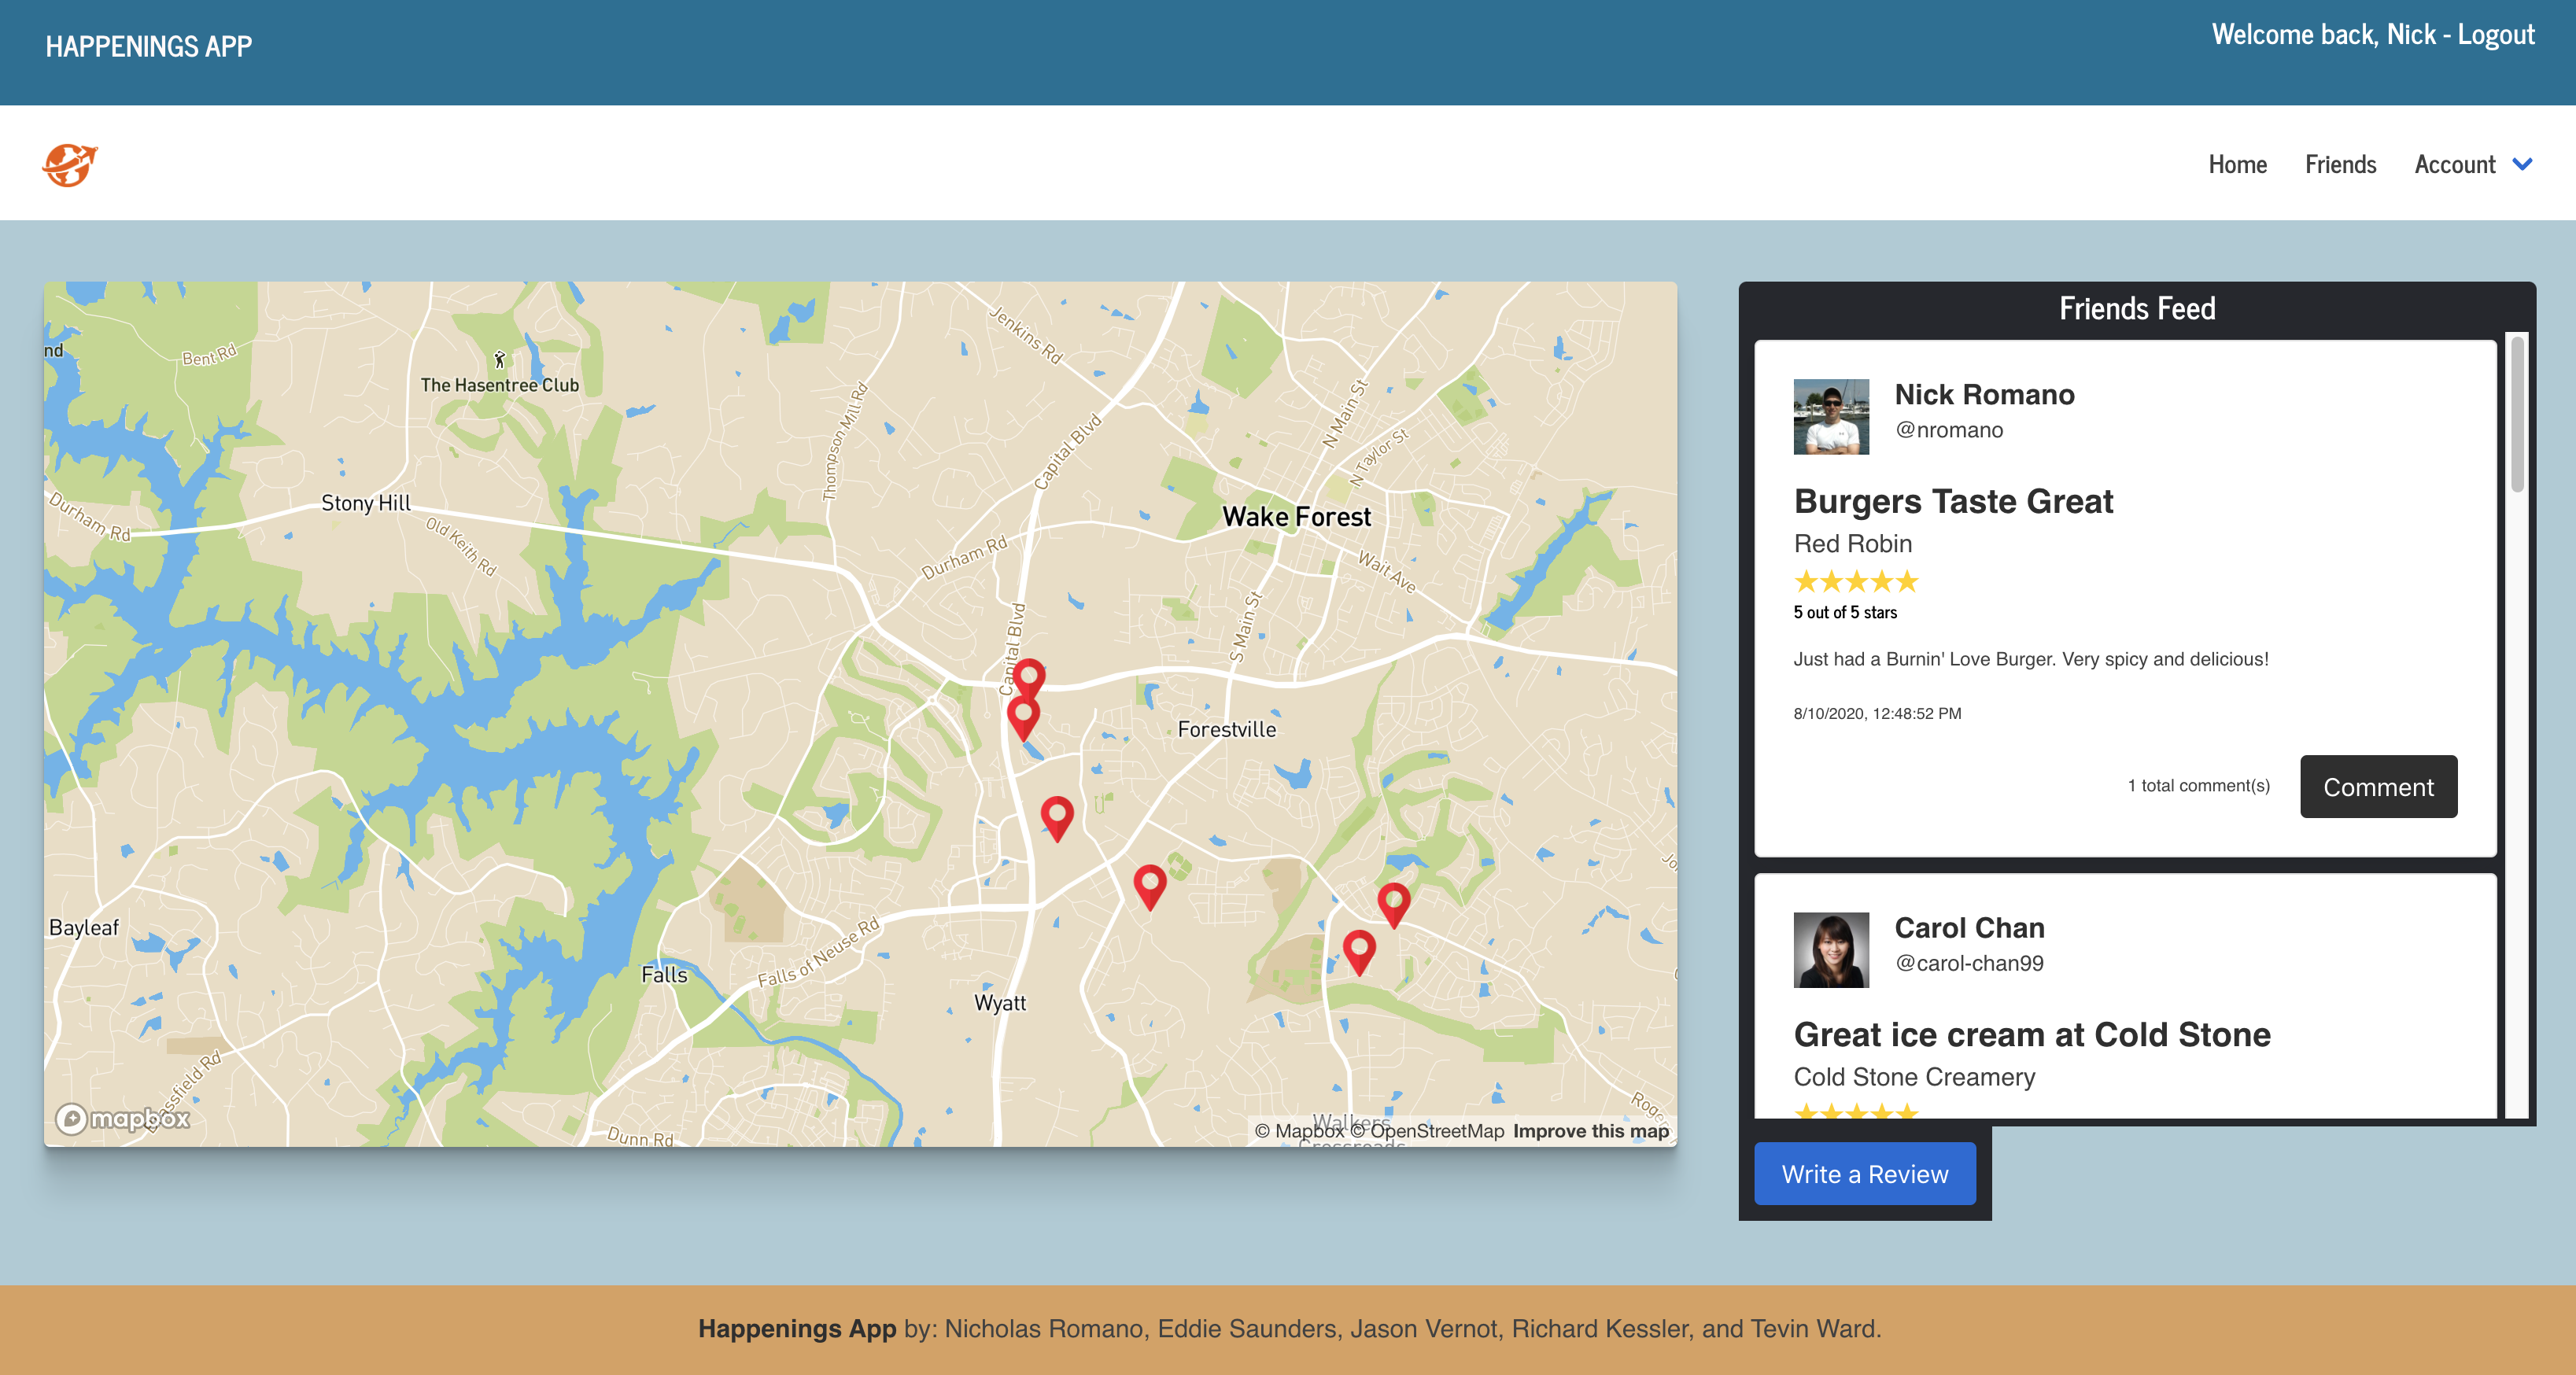 HAPPENINGS APP
Welcome back, Nick - Logout
Home Friends Account
nd
Bent Rd
The Hasentree Club
Jenkins Rd
Thompson Mill Rd
Capital Blvd
N Main St
N Taylor St
Durham Rd
Stony Hill
Old Keith Rd
Wake Forest
Durham Rd
Wait Ave
Capital Blvd
S Main St
Forestville
Bayleaf
Falls
Falls of Neuse Rd
Wyatt
Dunn Rd
Roge
Walkers
mapbox
© Mapbox © OpenStreetMap Improve this map
Friends Feed
Nick Romano
@nromano
Burgers Taste Great
Red Robin
5 out of 5 stars
Just had a Burnin' Love Burger. Very spicy and delicious!
8/10/2020, 12:48:52 PM
1 total comment(s)
Comment
Carol Chan
@carol-chan99
Great ice cream at Cold Stone
Cold Stone Creamery
Write a Review
Happenings App by: Nicholas Romano, Eddie Saunders, Jason Vernot, Richard Kessler, and Tevin Ward.